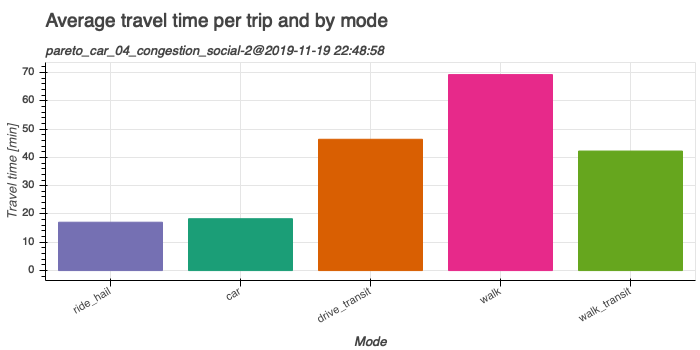 Average travel time per trip and by mode
pareto_car_04_congestion_social-2@2019-11-19 22:48:58
Travel time [min]
70
60
50
40
30
20
10
0
ride_hail
car
drive_transit
walk
walk_transit
Mode